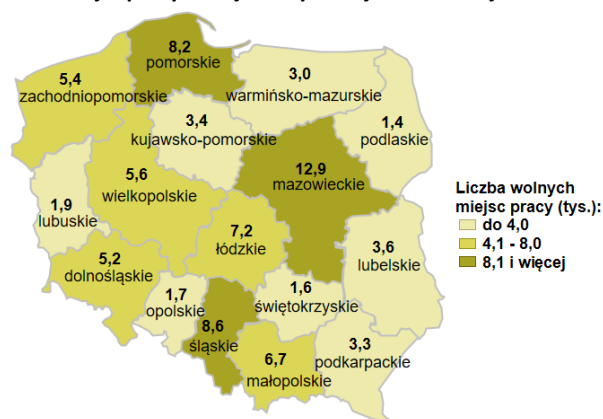 8,2
pomorskie
5,4
zachodniopomorskie
3,0
warmińsko-mazurskie
3,4
kujawsko-pomorskie
1,4
podlaskie
12,9
mazowieckie
5,6
wielkopolskie
1,9
lubuskie
7,2
łódzkie
3,6
lubelskie
5,2
dolnośląskie
1,7
opolskie
1,6
świętokrzyskie
8,6
śląskie
6,7
małopolskie
3,3
podkarpackie
Liczba wolnych
miejsc pracy (tys.):
do 4,0
4,1 - 8,0
8,1 i więcej